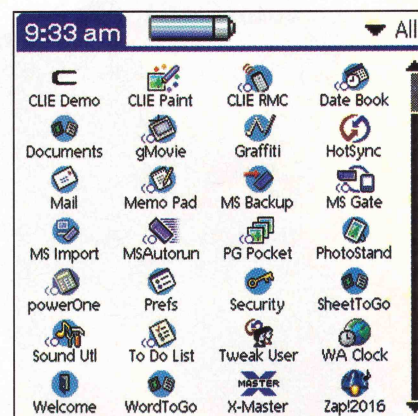 9:33 am All
CLIE Demo CLIE Paint CLIE RMC Date Book
Documents gMovie Graffiti HotSync
Mail Memo Pad MS Backup MS Gate
MS Import MSAutorun PG Pocket PhotoStand
powerOne Prefs Security SheetToGo
Sound Utl To Do List Tweak User WA Clock
MASTER
Welcome WordToGo X-Master Zap!2016